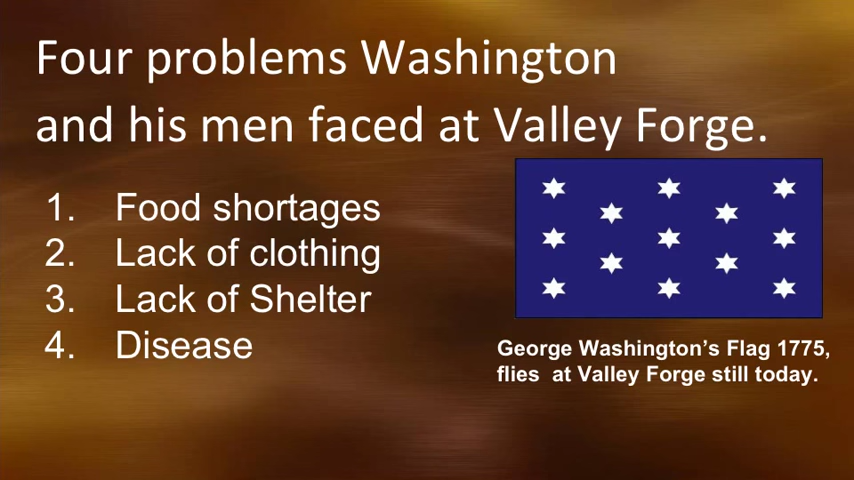 Four problems Washington
and his men faced at Valley Forge.
1. Food shortages
2. Lack of clothing
3. Lack of Shelter
4. Disease
George Washington’s Flag 1775,
flies at Valley Forge still today.